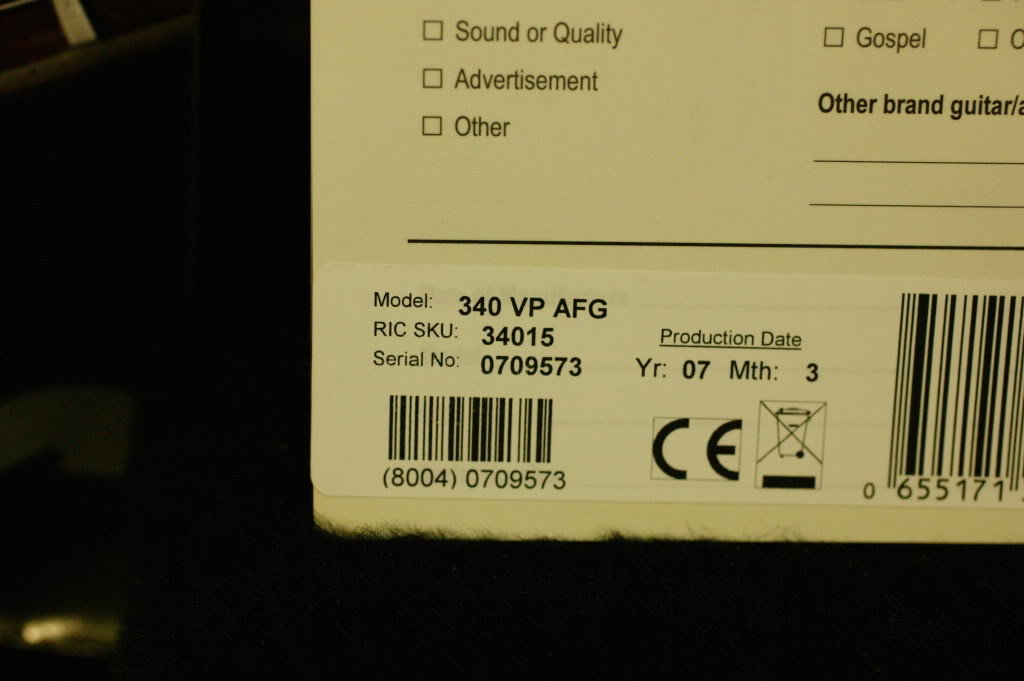 Sound or Quality
Advertisement
Other
Gospel
Other brand guitar/
Model: 340 VP AFG
RIC SKU: 34015
Serial No: 0709573
Production Date
Yr: 07 Mth: 3
(8004) 0709573
CE
0 655171